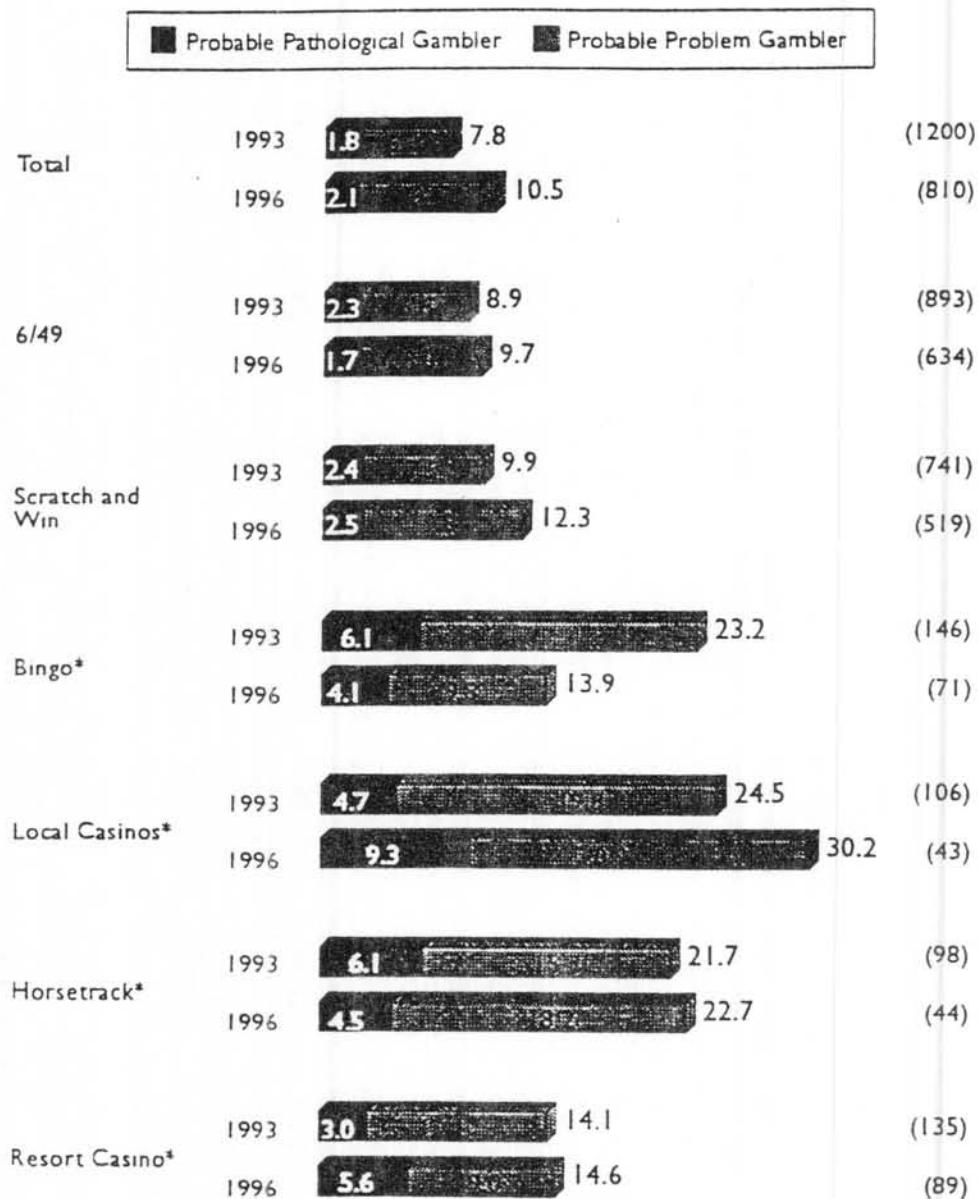 Probable Pathological Gambler Probable Problem Gambler
1993 1.8 7.8 (1200)
Total
1996 2.1 10.5 (810)
1993 2.3 8.9 (893)
6/49
1996 1.7 9.7 (634)
1993 2.4 9.9 (741)
Scratch and
Win
1996 2.5 12.3 (519)
1993 6.1 23.2 (146)
Bingo*
1996 4.1 13.9 (71)
1993 4.7 24.5 (106)
Local Casinos*
1996 9.3 30.2 (43)
1993 6.1 21.7 (98)
Horsetrack*
1996 4.5 22.7 (44)
1993 3.0 14.1 (135)
Resort Casino*
1996 5.6 14.6 (89)